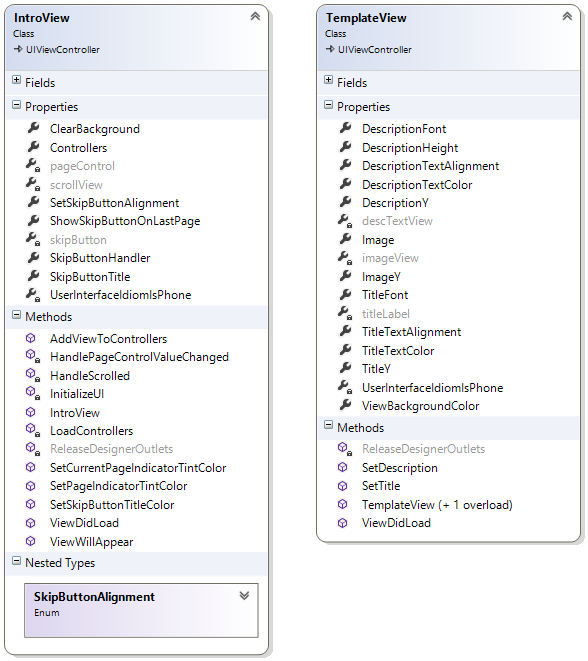 IntroView
Class
UIViewController
Fields
Properties
ClearBackground
Controllers
pageControl
scrollView
SetSkipButtonAlignment
ShowSkipButtonOnLastPage
skipButton
SkipButtonHandler
SkipButtonTitle
UserInterfaceIdiomIsPhone
Methods
AddViewToControllers
HandlePageControlValueChanged
HandleScrolled
InitializeUI
IntroView
LoadControllers
ReleaseDesignerOutlets
SetCurrentPageIndicatorTintColor
SetPageIndicatorTintColor
SetSkipButtonTitleColor
ViewDidLoad
ViewWillAppear
Nested Types
SkipButtonAlignment
Enum
TemplateView
Class
UIViewController
Fields
Properties
DescriptionFont
DescriptionHeight
DescriptionTextAlignment
DescriptionTextColor
DescriptionY
descTextView
Image
imageView
ImageY
TitleFont
titleLabel
TitleTextAlignment
TitleTextColor
TitleY
UserInterfaceIdiomIsPhone
ViewBackgroundColor
Methods
ReleaseDesignerOutlets
SetDescription
SetTitle
TemplateView (+ 1 overload)
ViewDidLoad